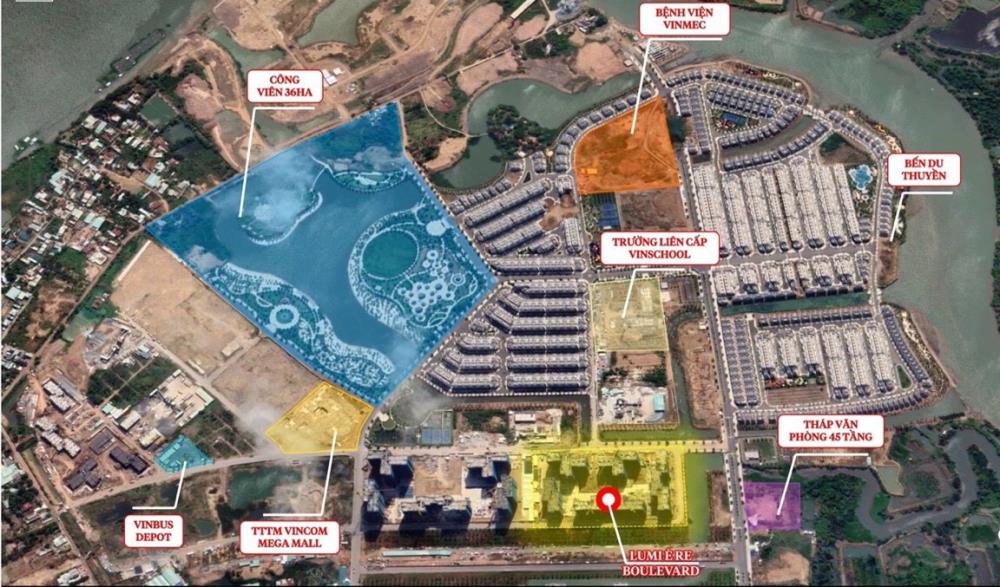 BỆNH VIỆN
VINMEC
CÔNG
VIÊN 36HA
BẾN DU
THUYỀN
TRƯỜNG LIÊN CẤP
VINSCHOOL
THÁP VĂN
PHÒNG 45 TẦNG
VINBUS
DEPOT
TTTM VINCOM
MEGA MALL
LUMIÈRE
BOULEVARD